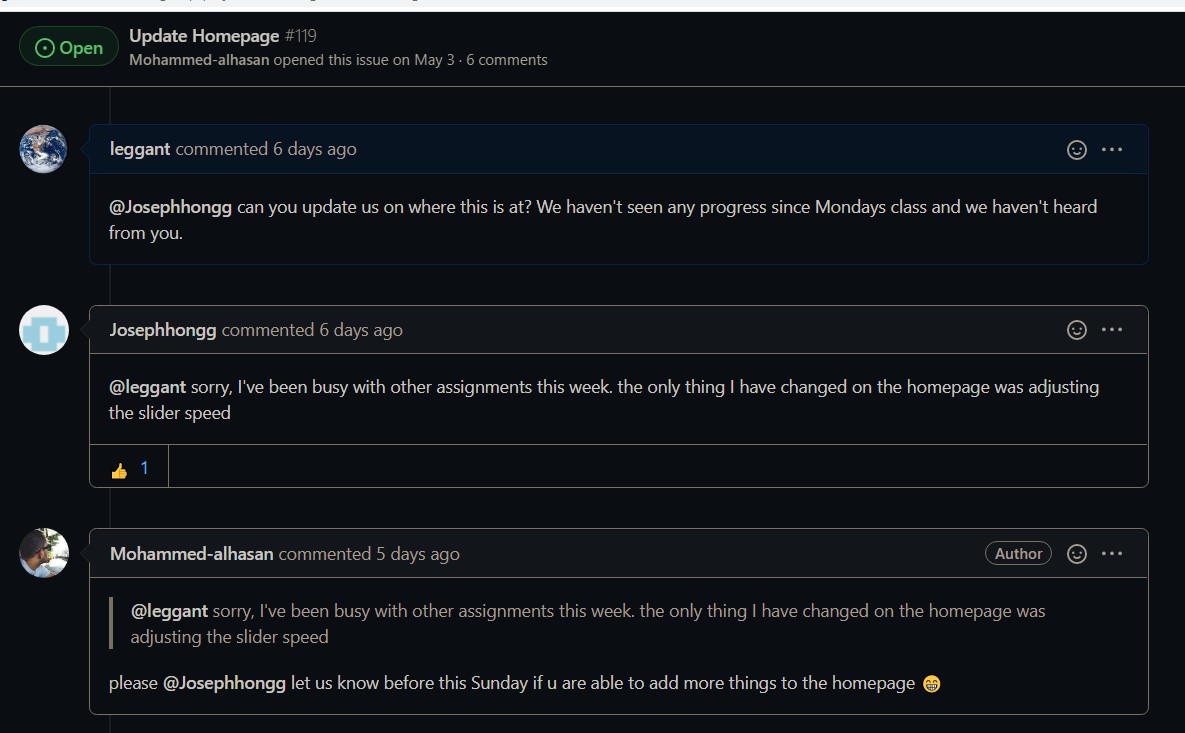 Open
Update Homepage #119
Mohammed-alhasan opened this issue on May 3 · 6 comments
leggant commented 6 days ago
@Josephhongg can you update us on where this is at? We haven't seen any progress since Mondays class and we haven't heard
from you.
Josephhongg commented 6 days ago
@leggant sorry, I've been busy with other assignments this week. the only thing I have changed on the homepage was adjusting
the slider speed
👍 1
Mohammed-alhasan commented 5 days ago
Author
@leggant sorry, I've been busy with other assignments this week. the only thing I have changed on the homepage was
adjusting the slider speed
please @Josephhongg let us know before this Sunday if u are able to add more things to the homepage 😁